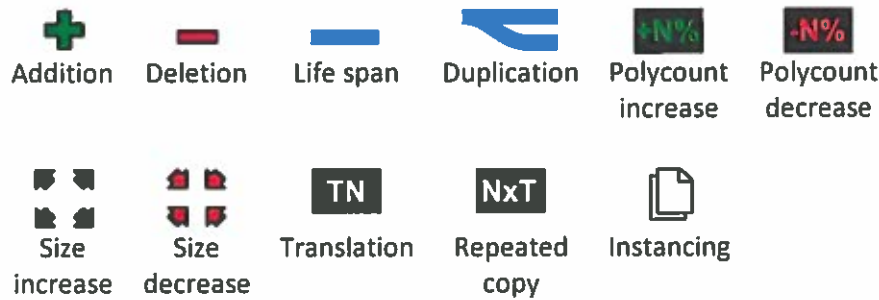 +N% -N%
Addition Deletion Life span Duplication Polycount Polycount
increase decrease
TN NxT
Size Size Translation Repeated Instancing
increase decrease copy